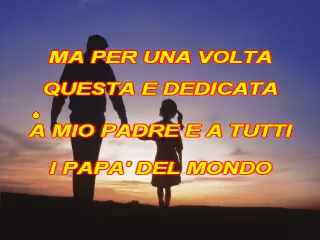 MA PER UNA VOLTA
QUESTA E DEDICATA
A MIO PADRE E A TUTTI
I PAPA' DEL MONDO